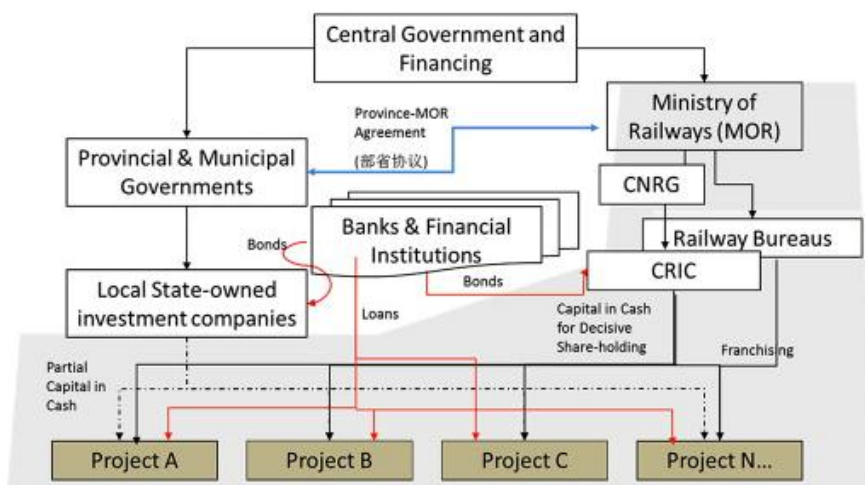 Central Government and
Financing
Ministry of
Railways (MOR)
Province-MOR
Agreement
(部省协议)
Provincial & Municipal
Governments
CNRG
Banks & Financial
Institutions
Railway Bureaus
CRIC
Bonds
Bonds
Local State-owned
investment companies
Loans
Capital in Cash
for Decisive
Share-holding
Franchising
Partial
Capital in
Cash
Project A
Project B
Project C
Project N...